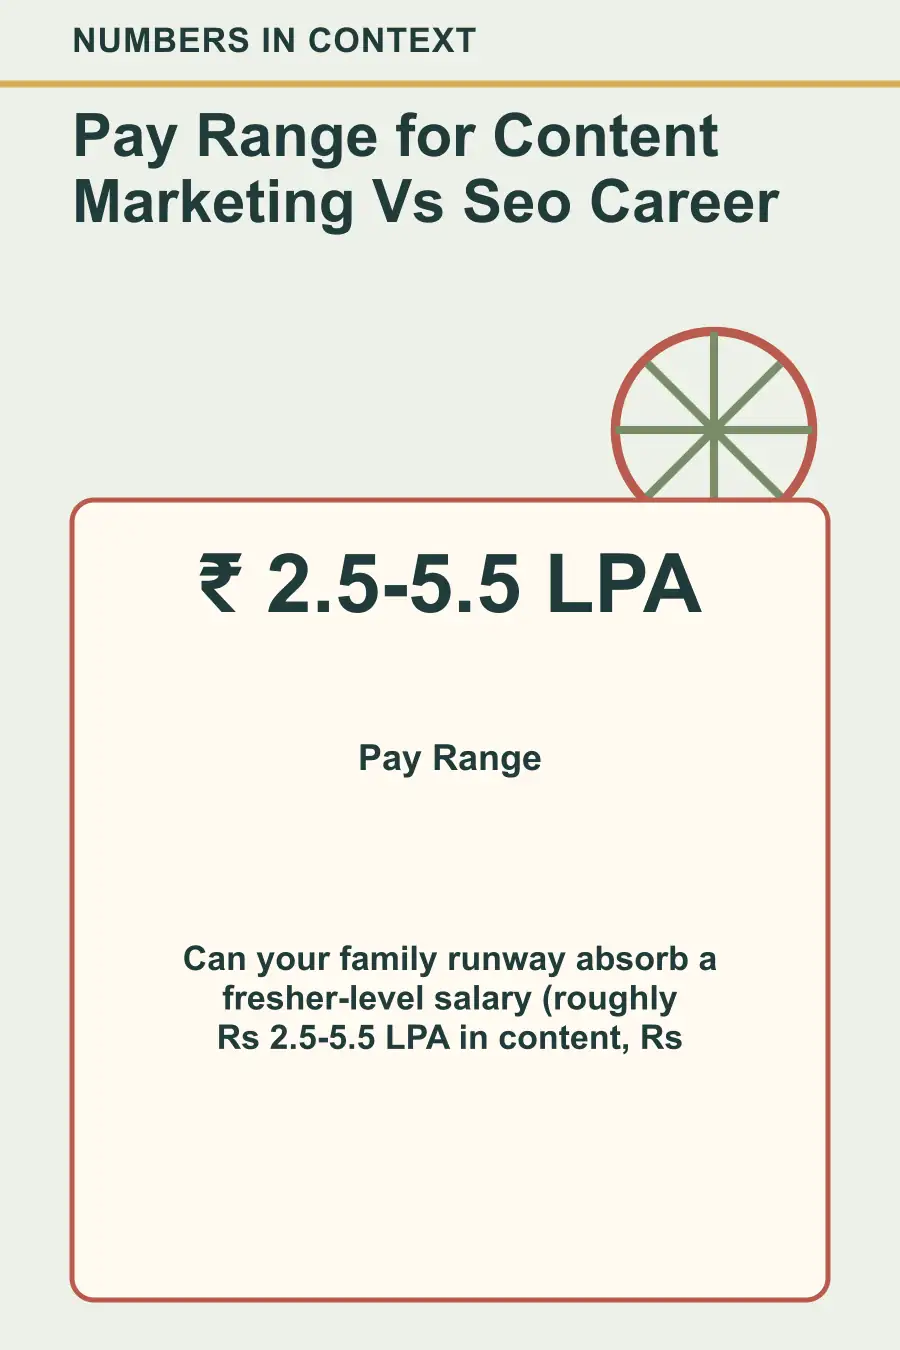 NUMBERS IN CONTEXT
Pay Range for Content
Marketing Vs Seo Career
₹ 2.5-5.5 LPA
Pay Range
Can your family runway absorb a
fresher-level salary (roughly
Rs 2.5-5.5 LPA in content, Rs